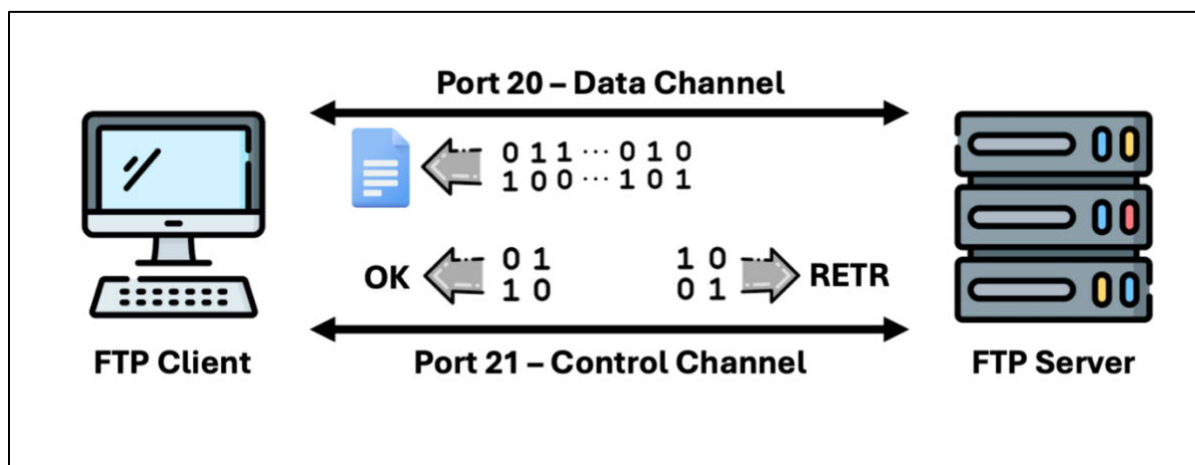 Port 20 – Data Channel
0 1 1 ··· 0 1 0
1 0 0 ··· 1 0 1
OK
0 1
1 0
1 0
0 1
RETR
Port 21 – Control Channel
FTP Client
FTP Server